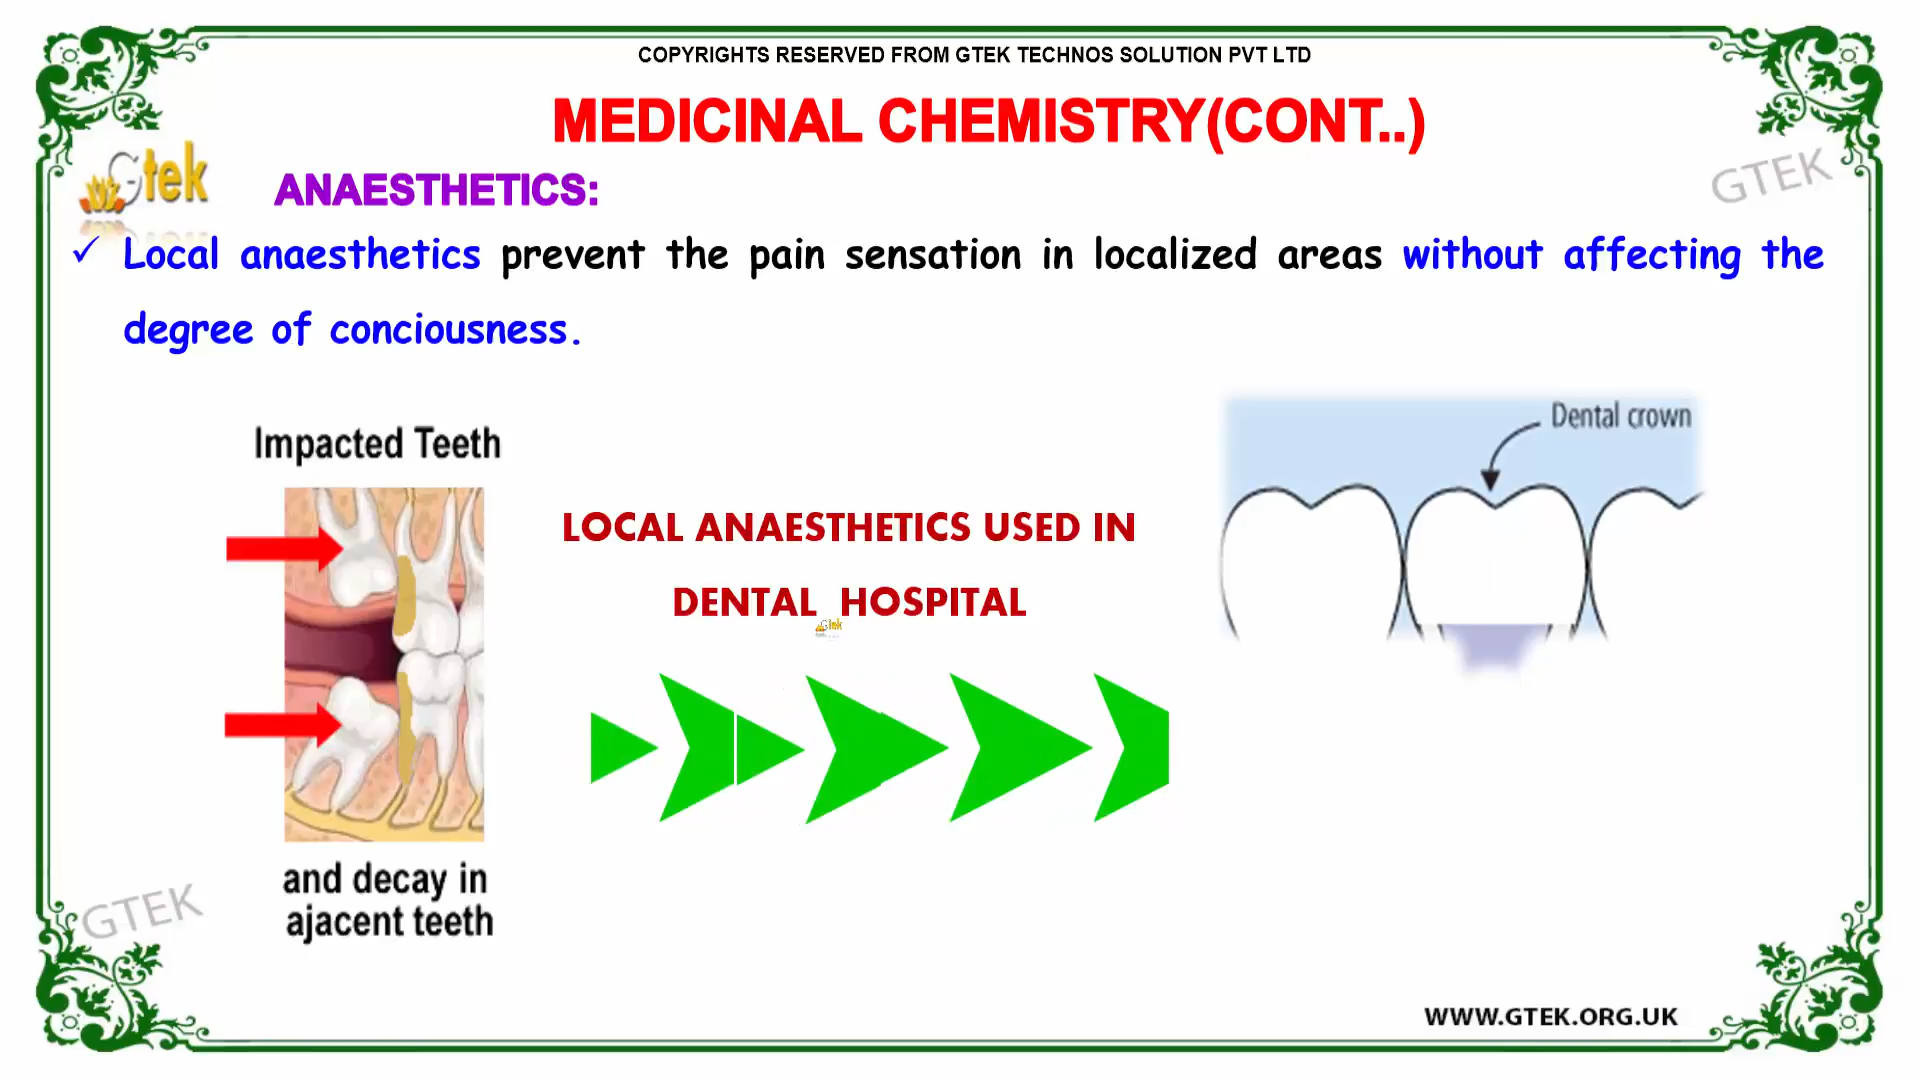 COPYRIGHTS RESERVED FROM GTEK TECHNOS SOLUTION PVT LTD
MEDICINAL CHEMISTRY(CONT..)
Gtek
GTEK
ANAESTHETICS:
✓ Local anaesthetics prevent the pain sensation in localized areas without affecting the
degree of conciousness.
Dental crown
Impacted Teeth
LOCAL ANAESTHETICS USED IN
DENTAL HOSPITAL
Gtek
and decay in
ajacent teeth
GTEK
WWW.GTEK.ORG.UK